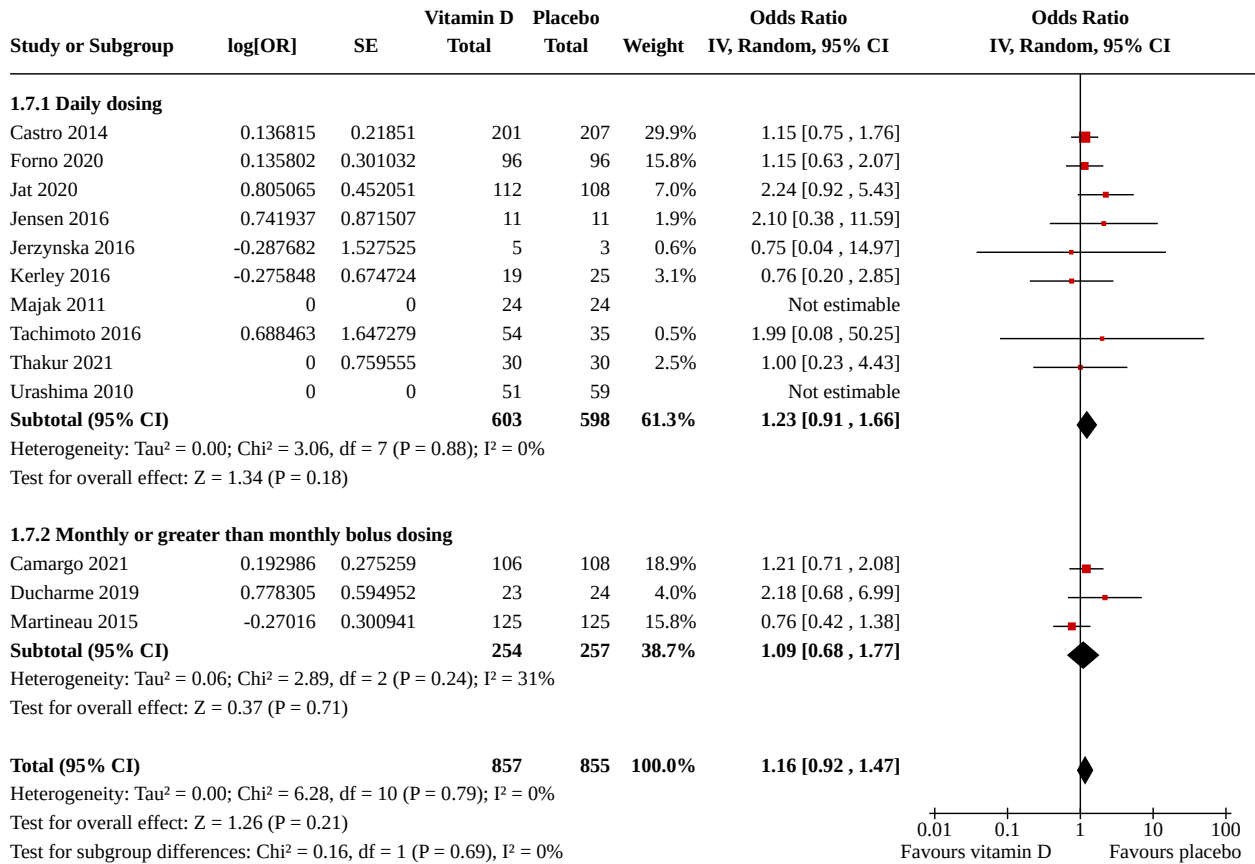 Vitamin D Placebo Odds Ratio Odds Ratio
Study or Subgroup log[OR] SE Total Total Weight IV, Random, 95% CI IV, Random, 95% CI
1.7.1 Daily dosing
Castro 2014 0.136815 0.21851 201 207 29.9% 1.15 [0.75 , 1.76]
Forno 2020 0.135802 0.301032 96 96 15.8% 1.15 [0.63 , 2.07]
Jat 2020 0.805065 0.452051 112 108 7.0% 2.24 [0.92 , 5.43]
Jensen 2016 0.741937 0.871507 11 11 1.9% 2.10 [0.38 , 11.59]
Jerzynska 2016 -0.287682 1.527525 5 3 0.6% 0.75 [0.04 , 14.97]
Kerley 2016 -0.275848 0.674724 19 25 3.1% 0.76 [0.20 , 2.85]
Majak 2011 0 0 24 24 Not estimable
Tachimoto 2016 0.688463 1.647279 54 35 0.5% 1.99 [0.08 , 50.25]
Thakur 2021 0 0.759555 30 30 2.5% 1.00 [0.23 , 4.43]
Urashima 2010 0 0 51 59 Not estimable
Subtotal (95% CI) 603 598 61.3% 1.23 [0.91 , 1.66]
Heterogeneity: Tau² = 0.00; Chi² = 3.06, df = 7 (P = 0.88); I² = 0%
Test for overall effect: Z = 1.34 (P = 0.18)
1.7.2 Monthly or greater than monthly bolus dosing
Camargo 2021 0.192986 0.275259 106 108 18.9% 1.21 [0.71 , 2.08]
Ducharme 2019 0.778305 0.594952 23 24 4.0% 2.18 [0.68 , 6.99]
Martineau 2015 -0.27016 0.300941 125 125 15.8% 0.76 [0.42 , 1.38]
Subtotal (95% CI) 254 257 38.7% 1.09 [0.68 , 1.77]
Heterogeneity: Tau² = 0.06; Chi² = 2.89, df = 2 (P = 0.24); I² = 31%
Test for overall effect: Z = 0.37 (P = 0.71)
Total (95% CI) 857 855 100.0% 1.16 [0.92 , 1.47]
Heterogeneity: Tau² = 0.00; Chi² = 6.28, df = 10 (P = 0.79); I² = 0%
Test for overall effect: Z = 1.26 (P = 0.21)
Test for subgroup differences: Chi² = 0.16, df = 1 (P = 0.69), I² = 0%
0.01 0.1 1 10 100
Favours vitamin D Favours placebo